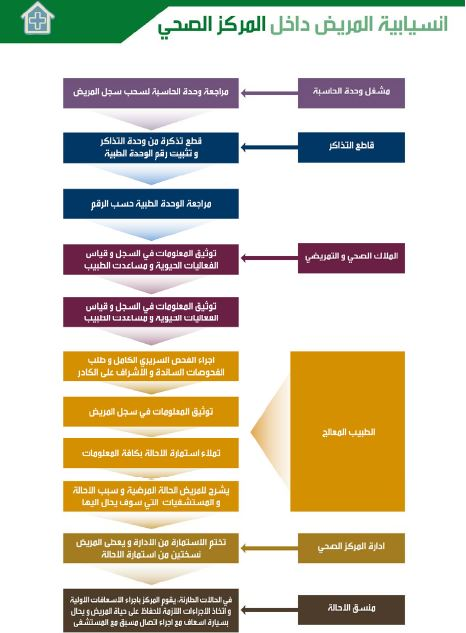 انسيابية المريض داخل المركز الصحي
مشغل وحدة الحاسبة
مراجعة وحدة الحاسبة لسحب سجل المريض
قاطع التذاكر
قطع تذكرة من وحدة التذاكر
و تثبيت رقم الوحدة الطبية
مراجعة الوحدة الطبية حسب الرقم
الملاك الصحي و التمريضي
توثيق المعلومات في السجل و قياس
الفعاليات الحيوية و مساعدت الطبيب
توثيق المعلومات في السجل و قياس
الفعاليات الحيوية و مساعدت الطبيب
الطبيب المعالج
اجراء الفحص السريري الكامل و طلب
الفحوصات الساندة و الأشراف على الكادر
توثيق المعلومات في سجل المريض
تملاء استمارة الاحالة بكافة المعلومات
يشرح للمريض الحالة المرضية و سبب الاحالة
و المستشفيات التي سوف يحال اليها
ادارة المركز الصحي
تختم الاستمارة من الادارة و يعطى المريض
نسختين من استمارة الاحالة
منسق الاحالة
في الحالات الطارئة، يقوم المركز باجراء الاسعافات الاولية
و أتخاذ الاجراءات اللازمة للحفاظ على حياة المريض و يحال
بسيارة اسعاف مع اجراء اتصال مسبق مع المستشفى